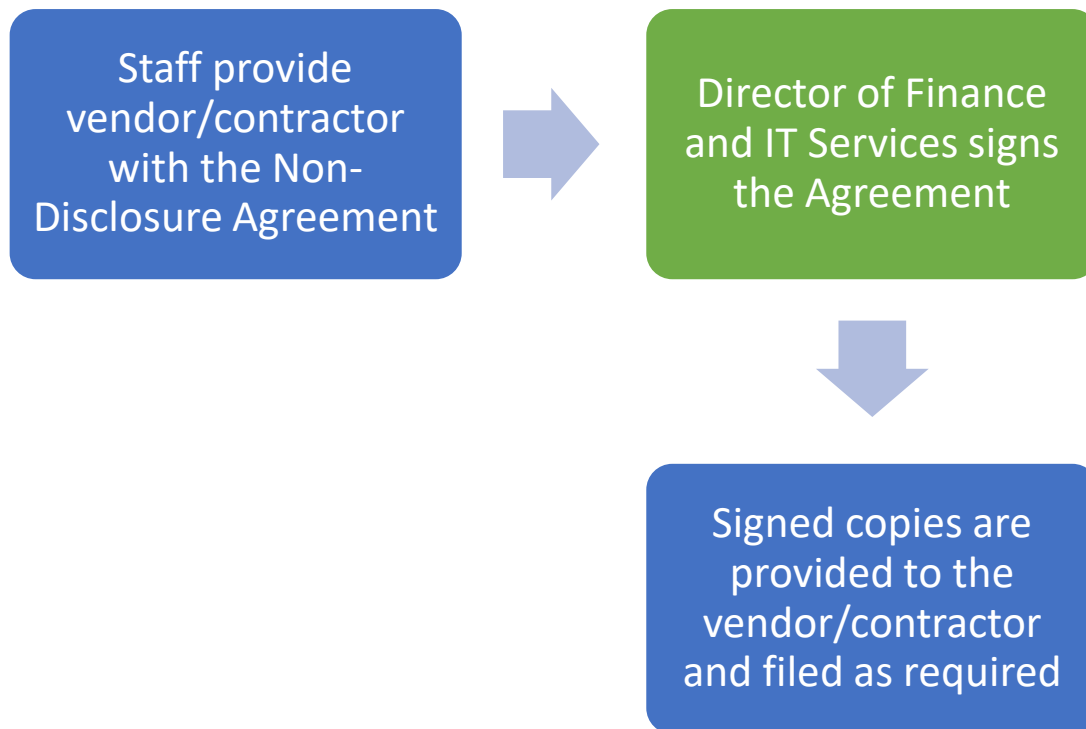 Staff provide
vendor/contractor
with the Non-
Disclosure Agreement
Director of Finance
and IT Services signs
the Agreement
Signed copies are
provided to the
vendor/contractor
and filed as required